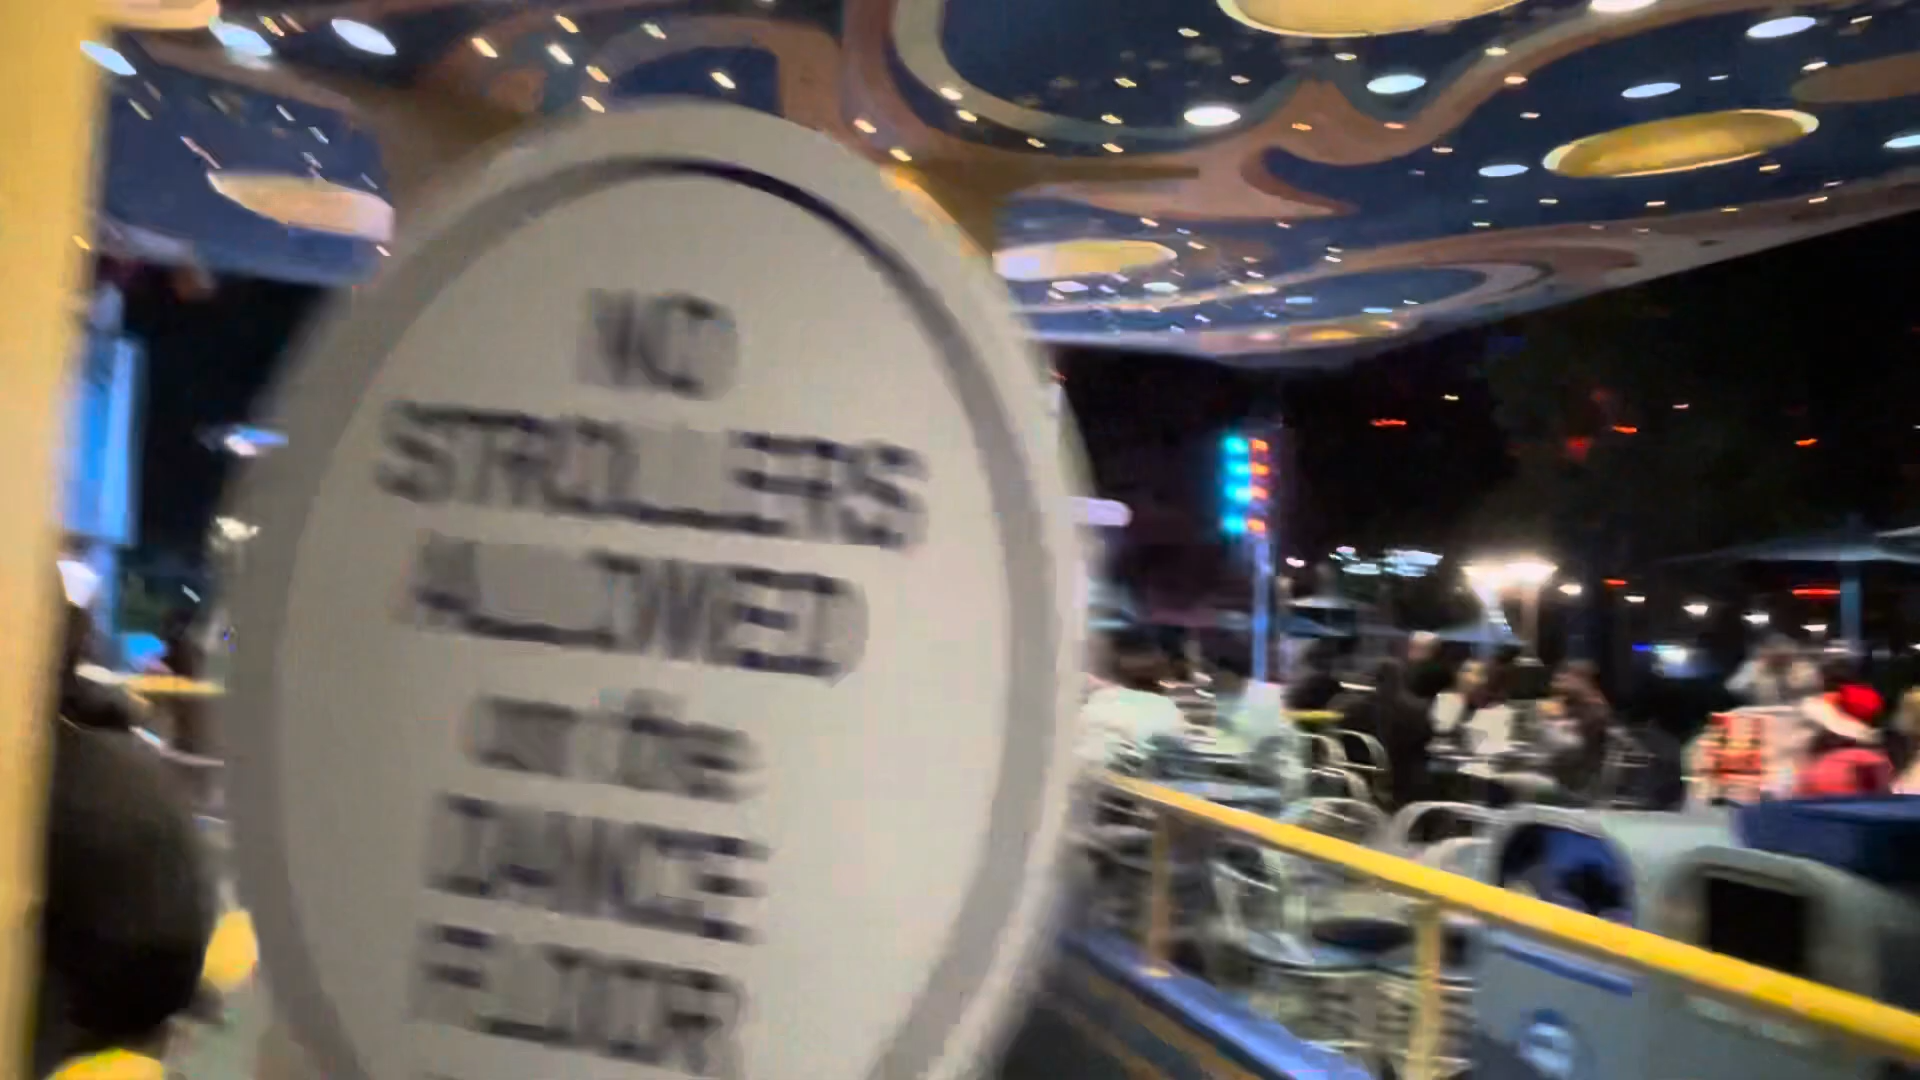 NO
STROLLERS
ALLOWED
on the
DANCE
FLOOR